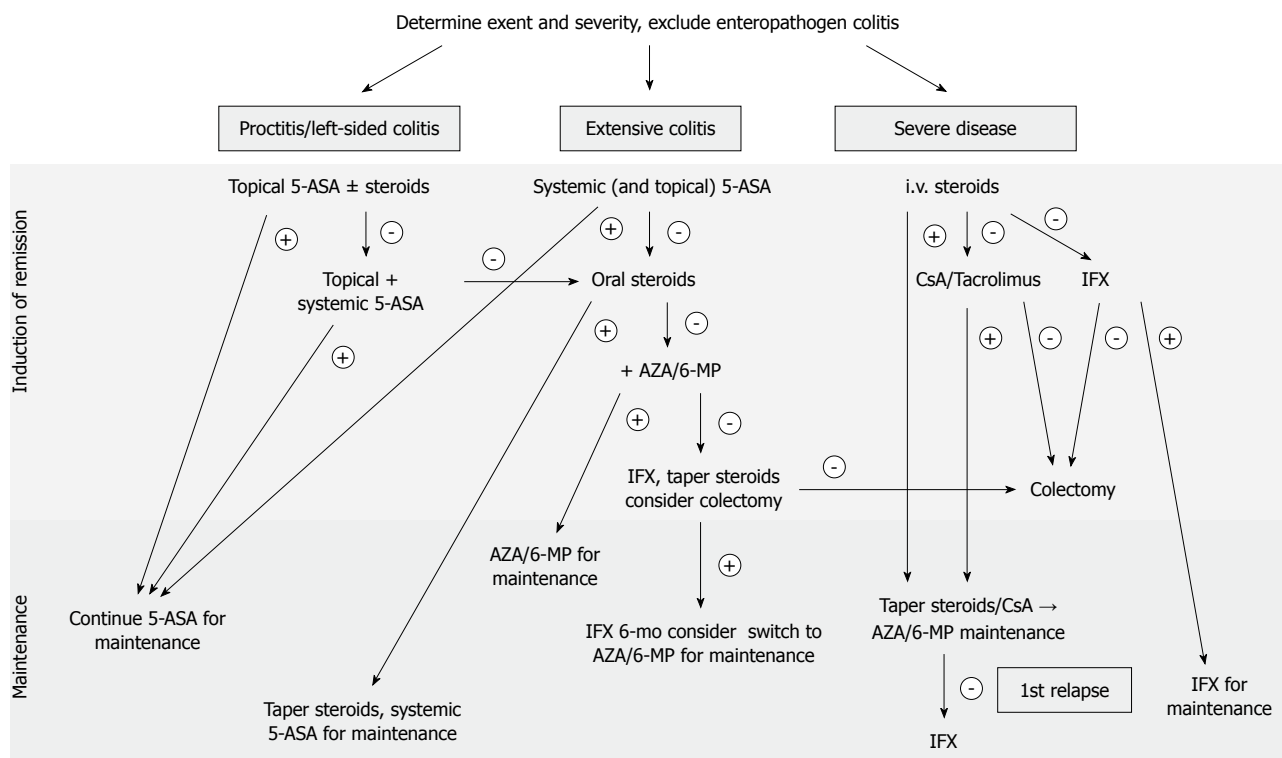 Determine exent and severity, exclude enteropathogen colitis
Proctitis/left-sided colitis
Extensive colitis
Severe disease
Induction of remission
Topical 5-ASA ± steroids
Systemic (and topical) 5-ASA
i.v. steroids
+
-
+
-
+
-
-
Topical +
systemic 5-ASA
-
Oral steroids
CsA/Tacrolimus
IFX
+
+
-
+
-
-
+
+ AZA/6-MP
+
-
IFX, taper steroids
consider colectomy
-
Colectomy
Maintenance
AZA/6-MP for
maintenance
+
Continue 5-ASA for
maintenance
IFX 6-mo consider switch to
AZA/6-MP for maintenance
Taper steroids/CsA →
AZA/6-MP maintenance
-
1st relapse
IFX for
maintenance
Taper steroids, systemic
5-ASA for maintenance
IFX